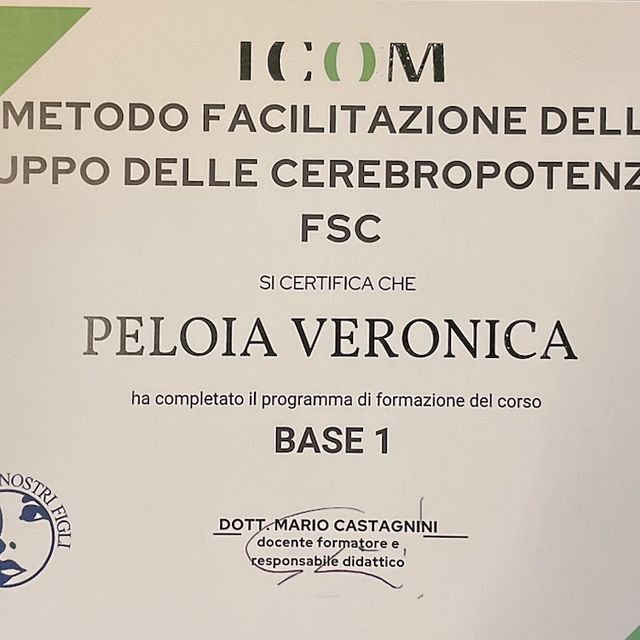 ICOM
METODO FACILITAZIONE DELL
UPPO DELLE CEREBROPOTENZ
FSC
SI CERTIFICA CHE
PELOIA VERONICA
ha completato il programma di formazione del corso
BASE 1
NOSTRI FIGLI
DOTT. MARIO CASTAGNINI
docente formatore e
responsabile didattico